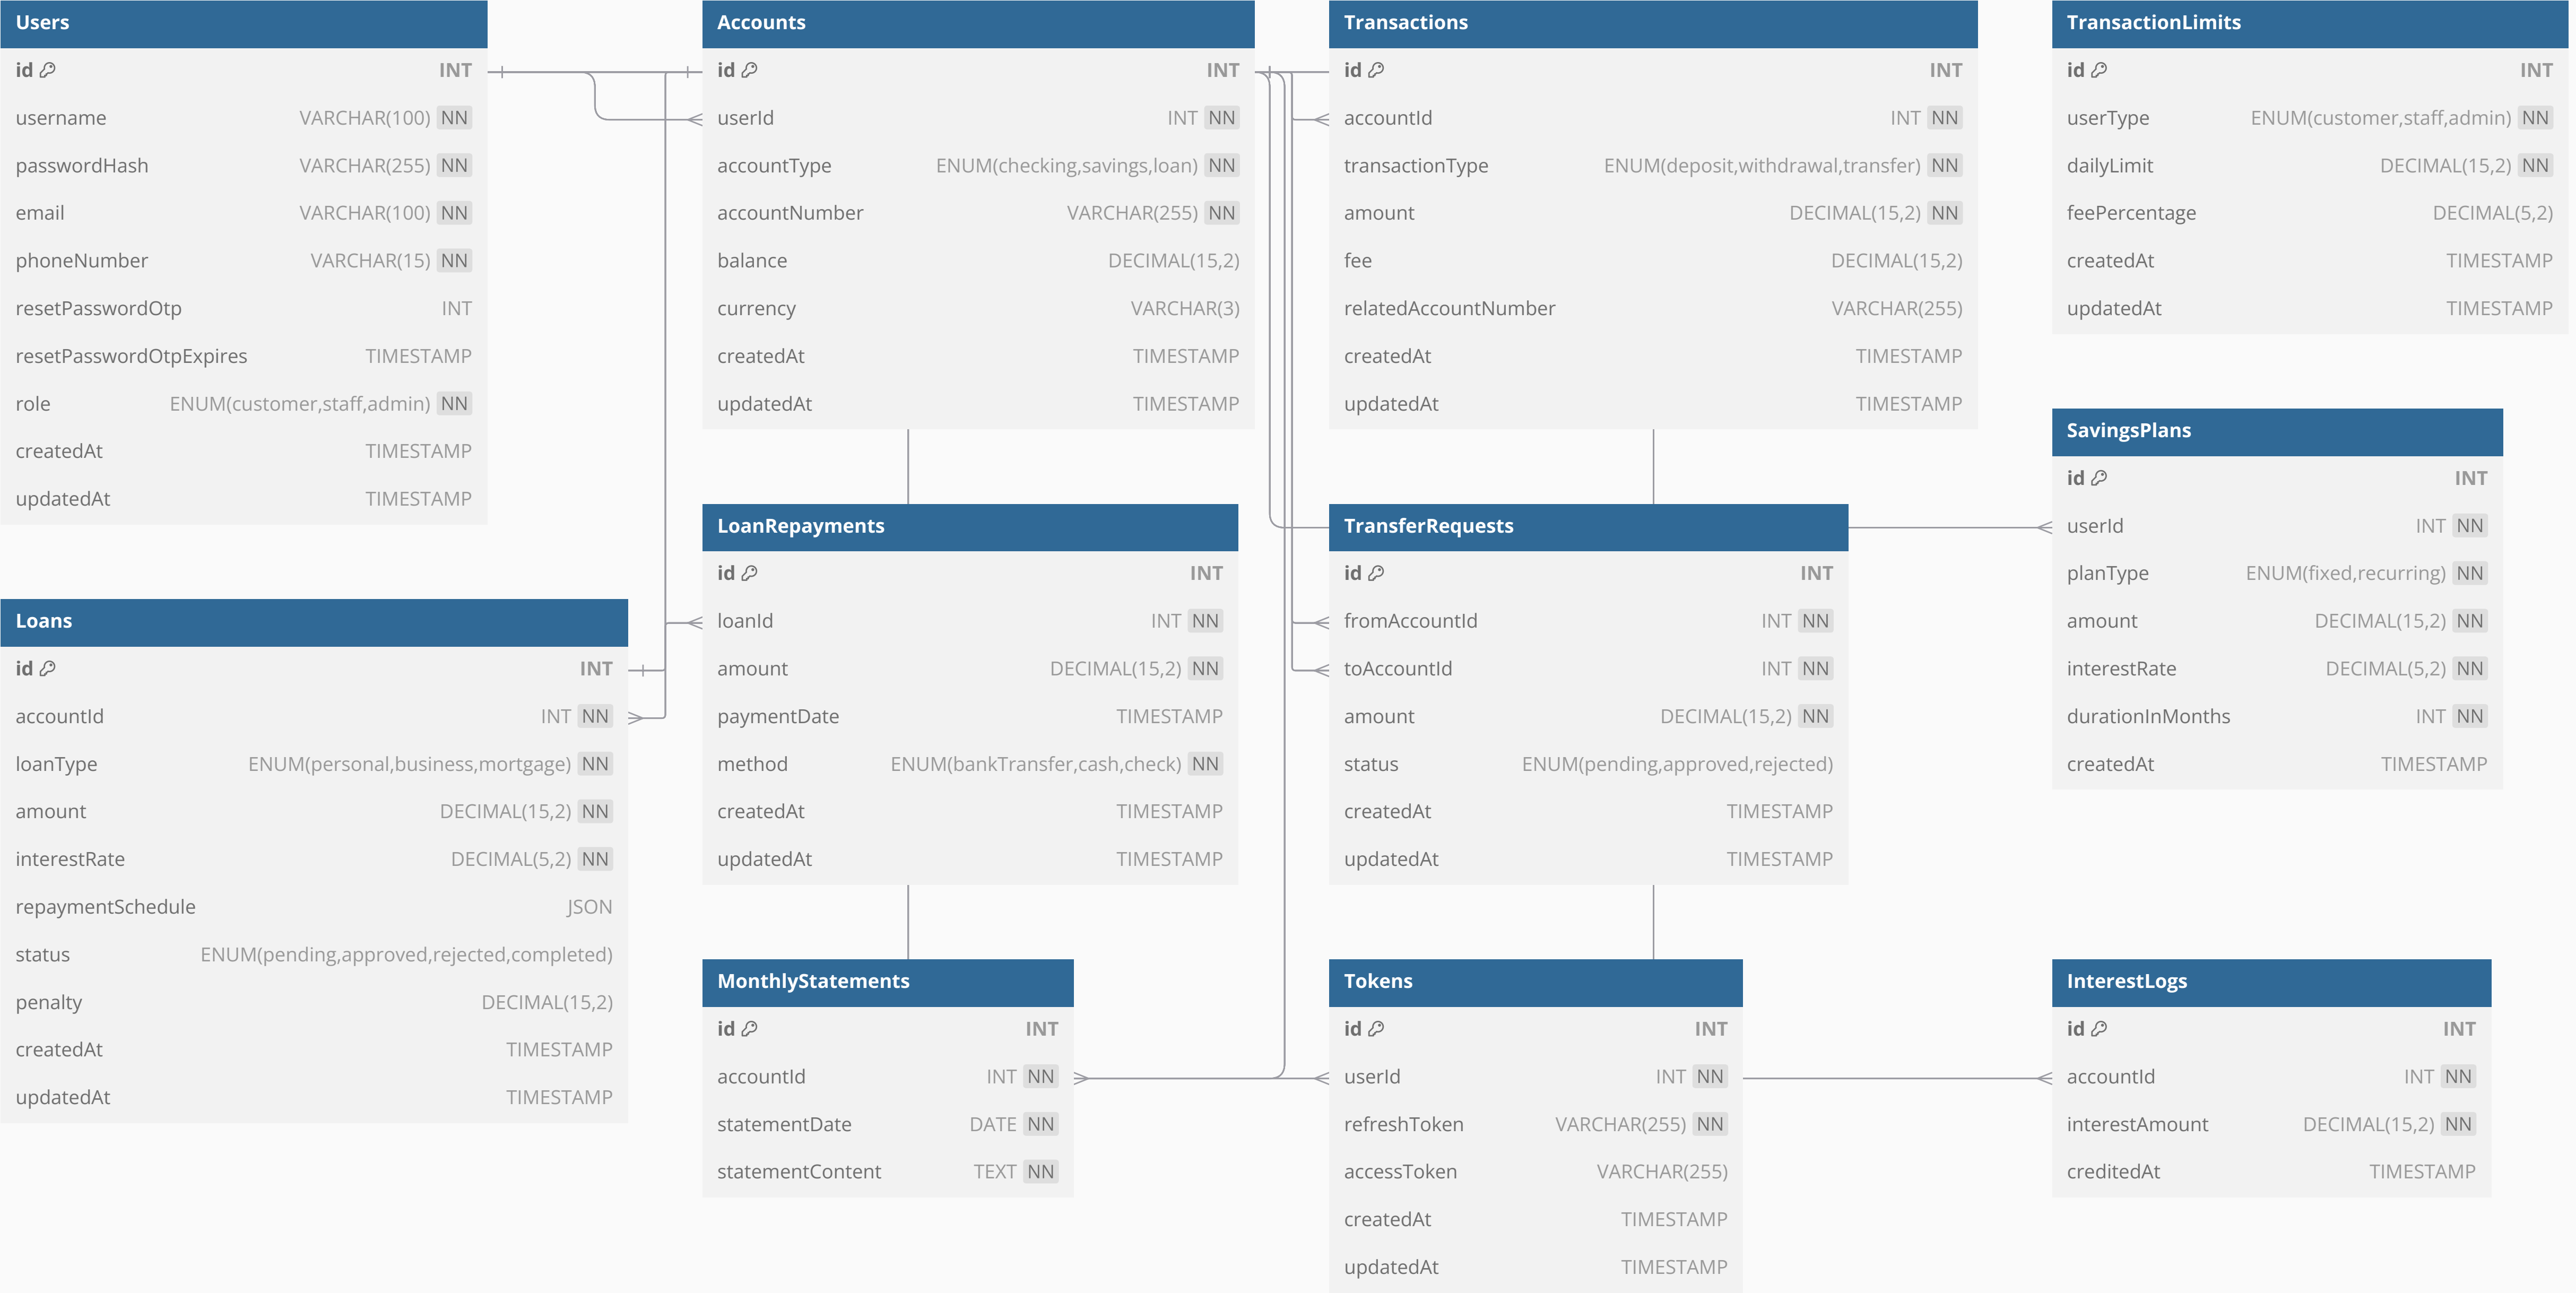 Users
id INT
username VARCHAR(100) NN
passwordHash VARCHAR(255) NN
email VARCHAR(100) NN
phoneNumber VARCHAR(15) NN
resetPasswordOtp INT
resetPasswordOtpExpires TIMESTAMP
role ENUM(customer,staff,admin) NN
createdAt TIMESTAMP
updatedAt TIMESTAMP
Accounts
id INT
userId INT NN
accountType ENUM(checking,savings,loan) NN
accountNumber VARCHAR(255) NN
balance DECIMAL(15,2)
currency VARCHAR(3)
createdAt TIMESTAMP
updatedAt TIMESTAMP
Transactions
id INT
accountId INT NN
transactionType ENUM(deposit,withdrawal,transfer) NN
amount DECIMAL(15,2) NN
fee DECIMAL(15,2)
relatedAccountNumber VARCHAR(255)
createdAt TIMESTAMP
updatedAt TIMESTAMP
TransactionLimits
id INT
userType ENUM(customer,staff,admin) NN
dailyLimit DECIMAL(15,2) NN
feePercentage DECIMAL(5,2)
createdAt TIMESTAMP
updatedAt TIMESTAMP
Loans
id INT
accountId INT NN
loanType ENUM(personal,business,mortgage) NN
amount DECIMAL(15,2) NN
interestRate DECIMAL(5,2) NN
repaymentSchedule JSON
status ENUM(pending,approved,rejected,completed)
penalty DECIMAL(15,2)
createdAt TIMESTAMP
updatedAt TIMESTAMP
LoanRepayments
id INT
loanId INT NN
amount DECIMAL(15,2) NN
paymentDate TIMESTAMP
method ENUM(bankTransfer,cash,check) NN
createdAt TIMESTAMP
updatedAt TIMESTAMP
TransferRequests
id INT
fromAccountId INT NN
toAccountId INT NN
amount DECIMAL(15,2) NN
status ENUM(pending,approved,rejected)
createdAt TIMESTAMP
updatedAt TIMESTAMP
SavingsPlans
id INT
userId INT NN
planType ENUM(fixed,recurring) NN
amount DECIMAL(15,2) NN
interestRate DECIMAL(5,2) NN
durationInMonths INT NN
createdAt TIMESTAMP
MonthlyStatements
id INT
accountId INT NN
statementDate DATE NN
statementContent TEXT NN
Tokens
id INT
userId INT NN
refreshToken VARCHAR(255) NN
accessToken VARCHAR(255)
createdAt TIMESTAMP
updatedAt TIMESTAMP
InterestLogs
id INT
accountId INT NN
interestAmount DECIMAL(15,2) NN
creditedAt TIMESTAMP